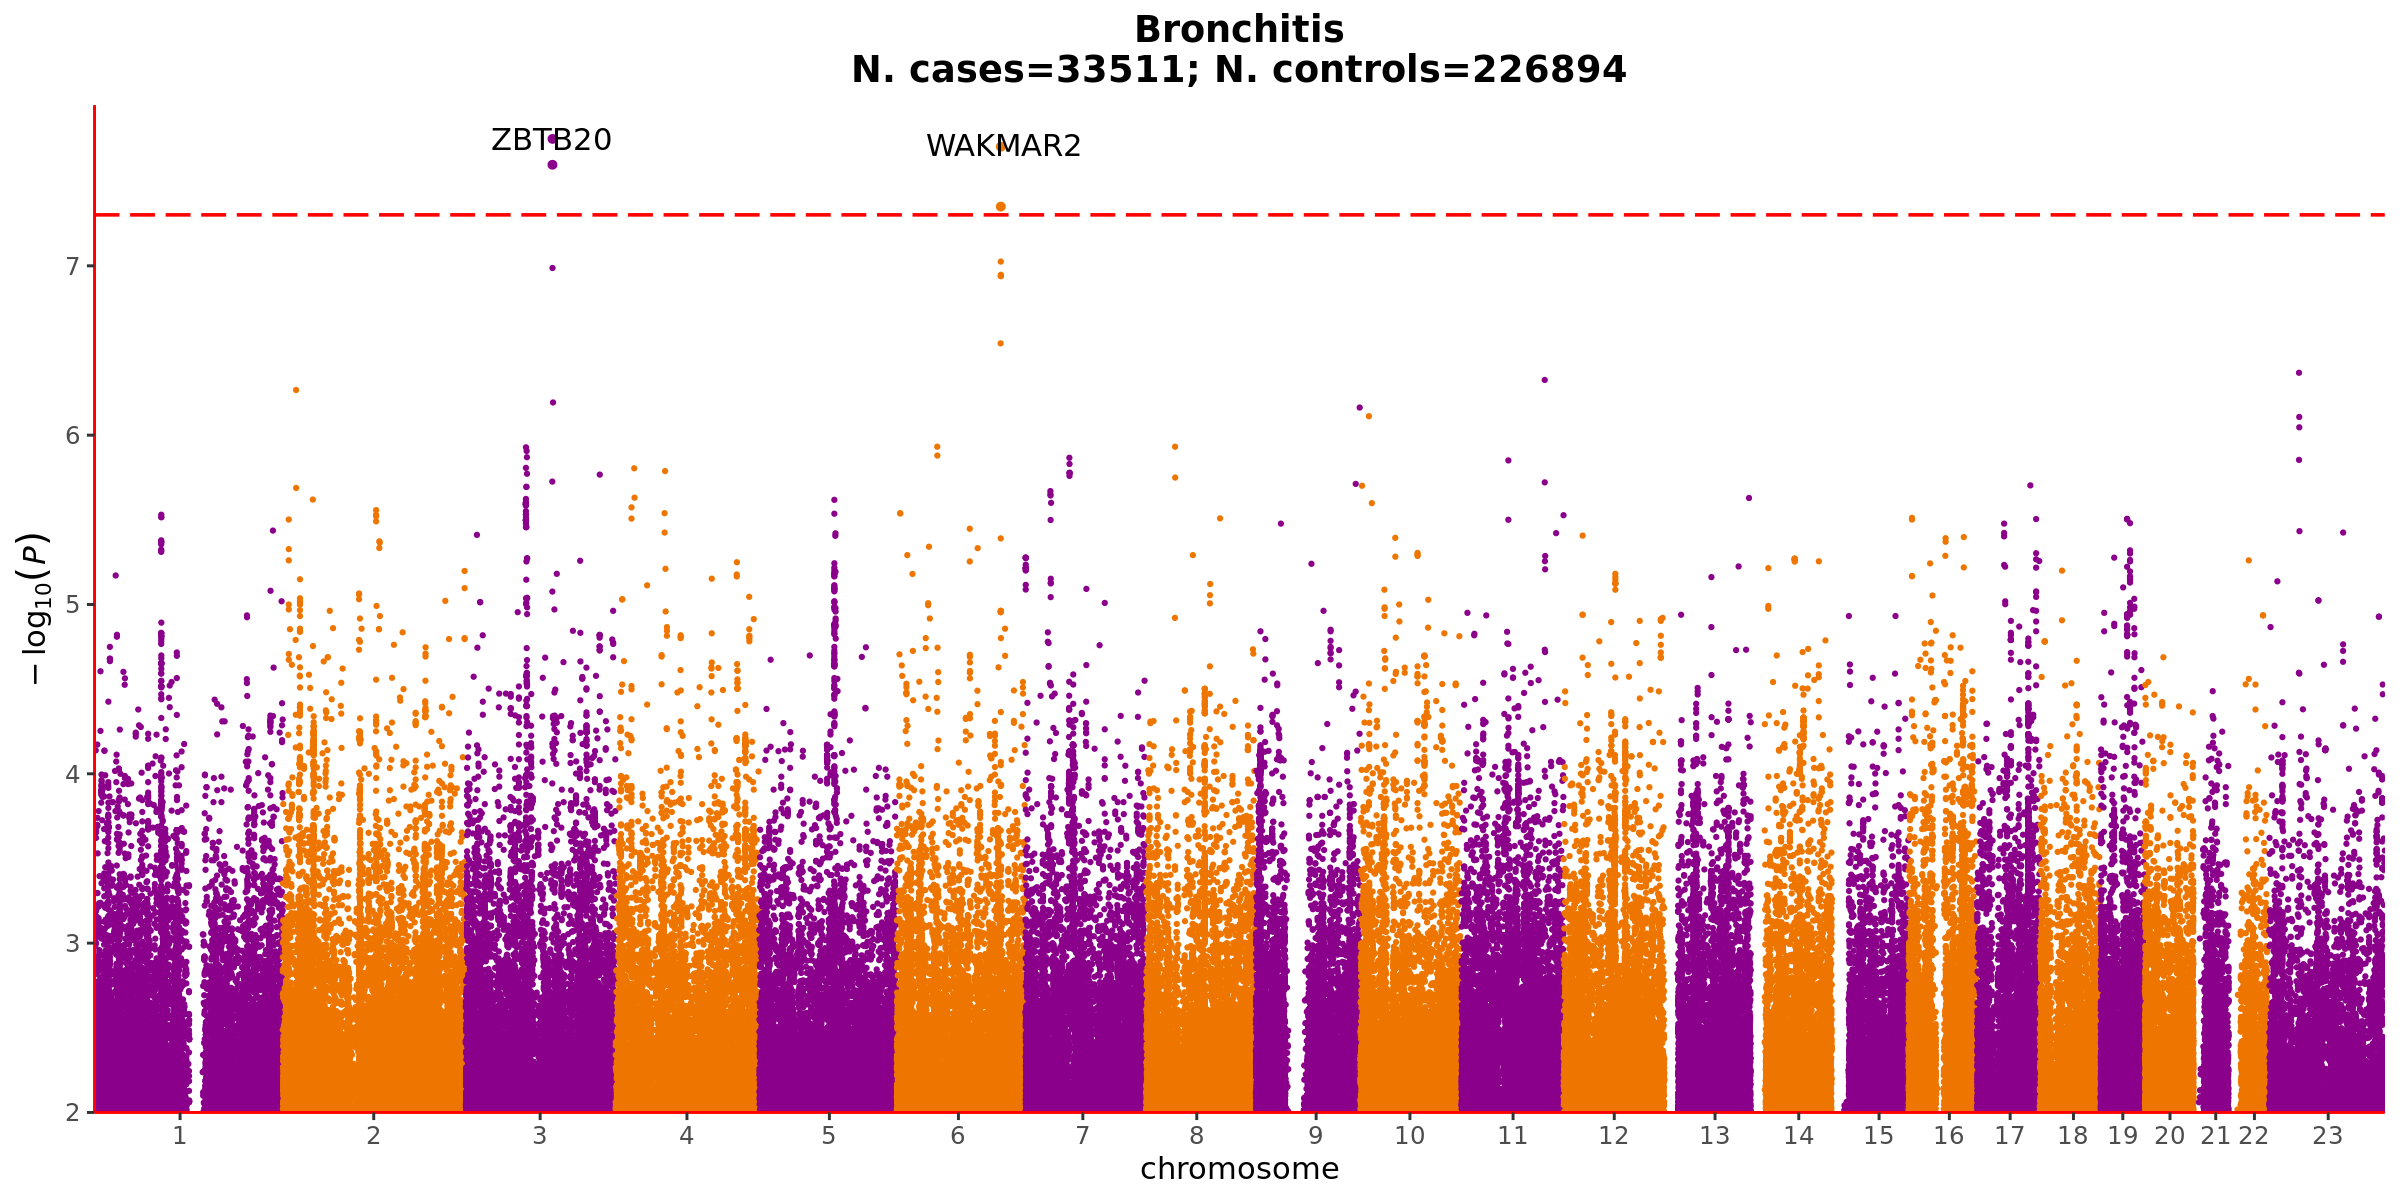 Bronchitis
N. cases=33511; N. controls=226894
ZBTB20
WAKMAR2
7
6
5
4
3
2
−log10(P)
1 2 3 4 5 6 7 8 9 10 11 12 13 14 15 16 17 18 19 20 21 22 23
chromosome